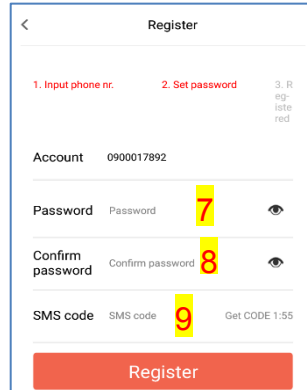 Register
1. Input phone nr. 2. Set password 3. R
eg-
iste
red
Account 0900017892
Password Password 7
Confirm
password Confirm password 8
SMS code SMS code 9 Get CODE 1:55
Register